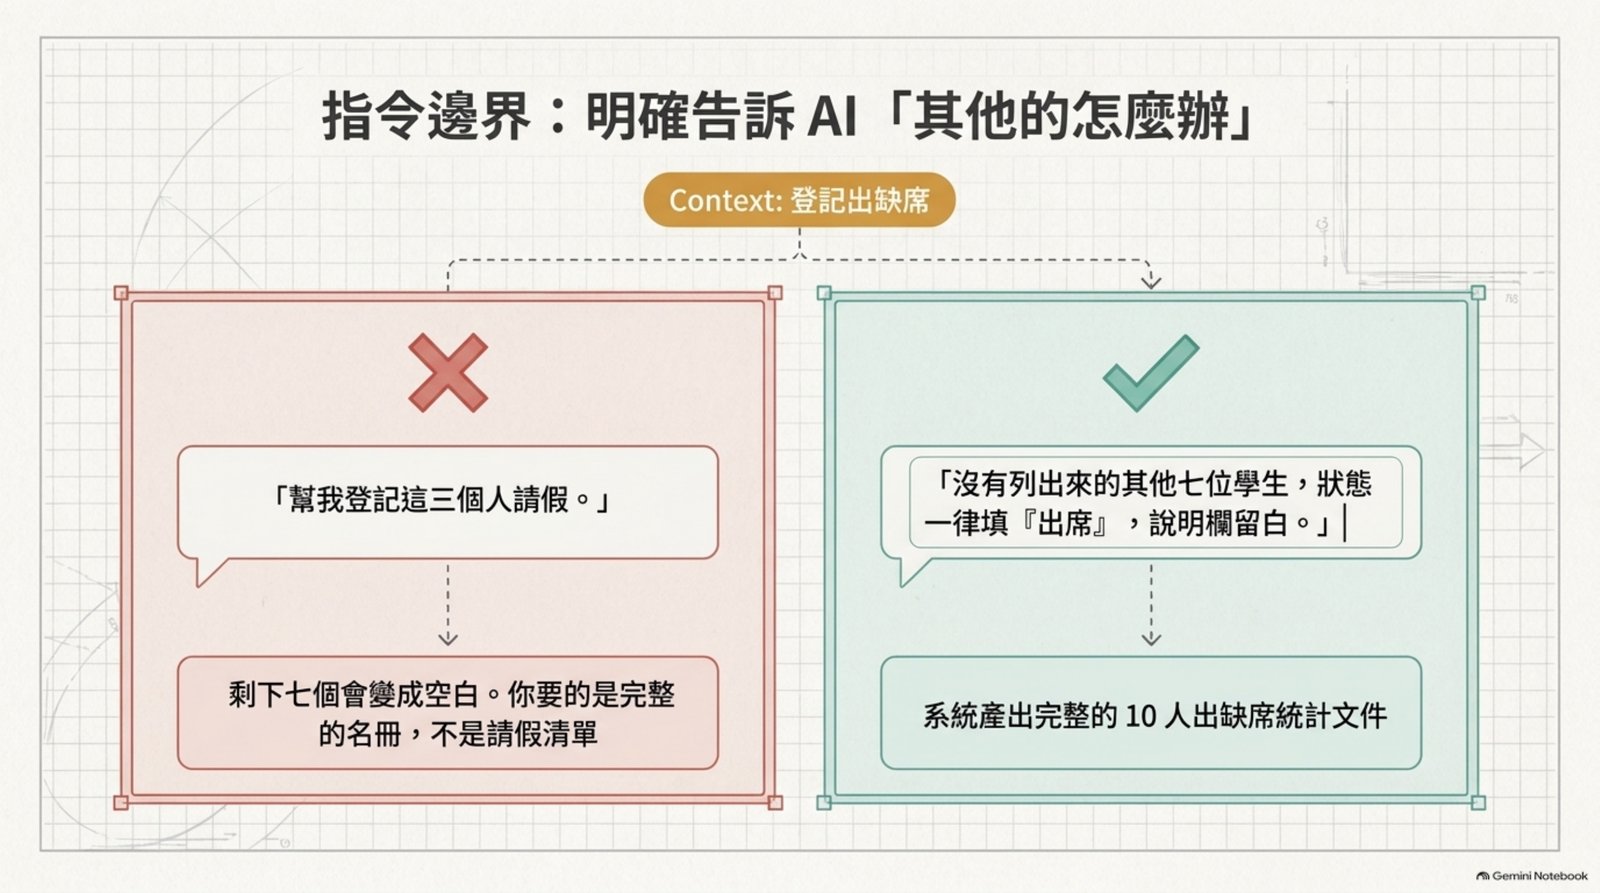 指令邊界：明確告訴 AI「其他的怎麼辦」
Context: 登記出缺席
「幫我登記這三個人請假。」
剩下七個會變成空白。你要的是完整
的名冊，不是請假清單
「沒有列出來的其他七位學生，狀態
一律填『出席』，說明欄留白。」
系統產出完整的 10 人出缺席統計文件
Gemini Notebook